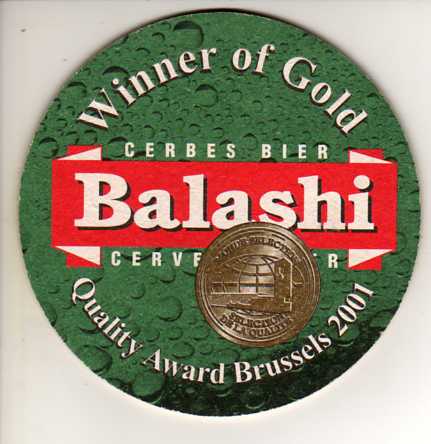 Winner of Gold
CERBES BIER
Balashi
Quality Award Brussels 2001